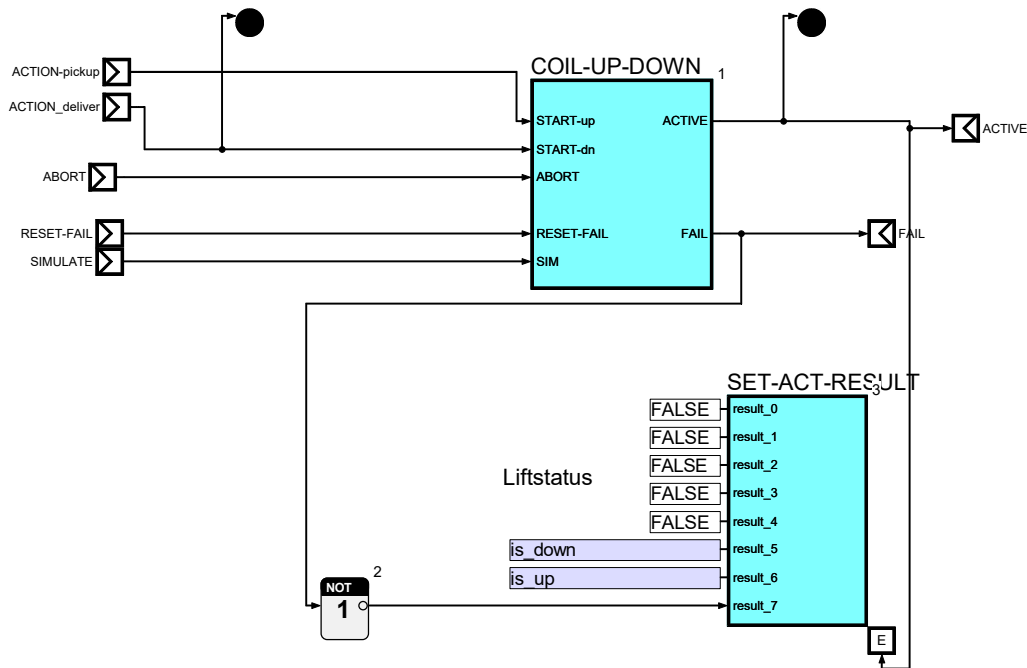 COIL-UP-DOWN
1
ACTION-pickup
ACTION_deliver
START-up
ACTIVE
ACTIVE
START-dn
ABORT
ABORT
RESET-FAIL
RESET-FAIL
FAIL
FAIL
SIMULATE
SIM
SET-ACT-RESULT
3
FALSE
result_0
FALSE
result_1
FALSE
result_2
Liftstatus
FALSE
result_3
FALSE
result_4
is_down
result_5
is_up
result_6
2
NOT
1
result_7
E